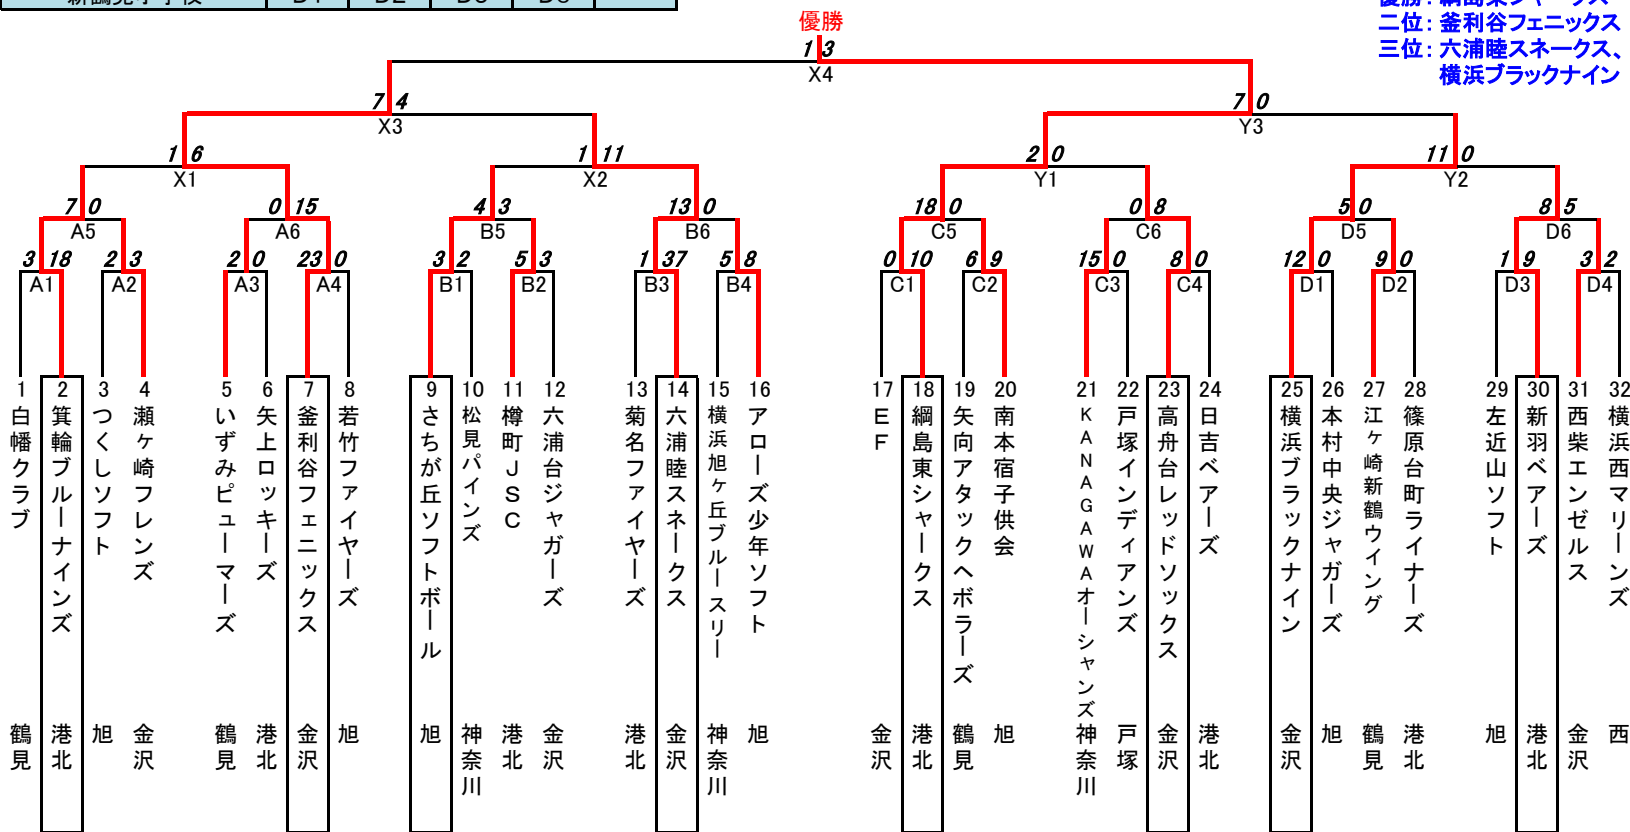 D1 D2 D5
優勝
二位：釜利谷フェニックス
三位：六浦睦スネークス、
横浜ブラックナイン
1 3
X4
7 4
X3
7 0
Y3
1 6
X1
1 11
X2
2 0
Y1
11 0
Y2
7 0
A5
0 15
A6
4 3
B5
13 0
B6
18 0
C5
0 8
C6
5 0
D5
8 5
D6
3 18
A1
2 3
A2
2 0
A3
23 0
A4
3 2
B1
5 3
B2
1 37
B3
5 8
B4
0 10
C1
6 9
C2
15 0
C3
8 0
C4
12 0
D1
9 0
D2
1 9
D3
3 2
D4
1 白幡クラブ 鶴見
2 箕輪ブルーナインズ 港北
3 つくしソフト 旭
4 瀬ヶ崎フレンズ 金沢
5 いずみピューマーズ 鶴見
6 矢上ロッキーズ 港北
7 釜利谷フェニックス 金沢
8 若竹ファイヤーズ 旭
9 さちが丘ソフトボール 旭
10 松見パインズ 神奈川
11 樽町JSC 港北
12 六浦台ジャガーズ 金沢
13 菊名ファイヤーズ 港北
14 六浦睦スネークス 金沢
15 横浜旭ヶ丘ブルースリー 神奈川
16 アローズ少年ソフト 旭
17 EF 金沢
18 綱島東シャークス 港北
19 矢向アタックヘボラーズ 鶴見
20 南本宿子供会 旭
21 KANAGAWAオーシャンズ 神奈川
22 戸塚インディアンズ 戸塚
23 高舟台レッドソックス 金沢
24 日吉ベアーズ 港北
25 横浜ブラックナイン 金沢
26 本村中央ジャガーズ 旭
27 江ヶ崎新鶴ウイング 鶴見
28 篠原台町ライナーズ 港北
29 左近山ソフト 旭
30 新羽ベアーズ 港北
31 西柴エンゼルス 金沢
32 横浜西マリーンズ 西